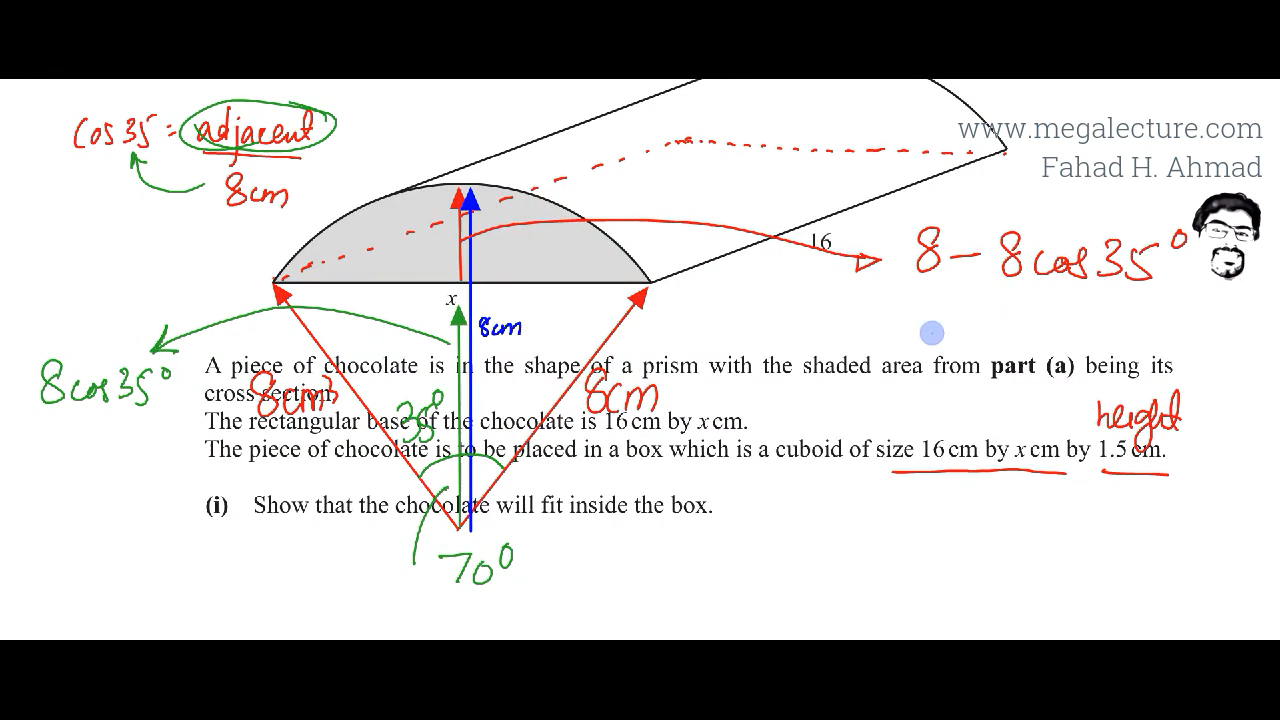 cos 35 = adjacent
8cm
www.megalecture.com
Fahad H. Ahmad
16
8 - 8cos35°
x
8cm
8cos35°
A piece of chocolate is in the shape of a prism with the shaded area from part (a) being its
cross section.
8cm
8cm
35°
height
The rectangular base of the chocolate is 16 cm by x cm.
The piece of chocolate is to be placed in a box which is a cuboid of size 16 cm by x cm by 1.5 cm.
(i) Show that the chocolate will fit inside the box.
70°